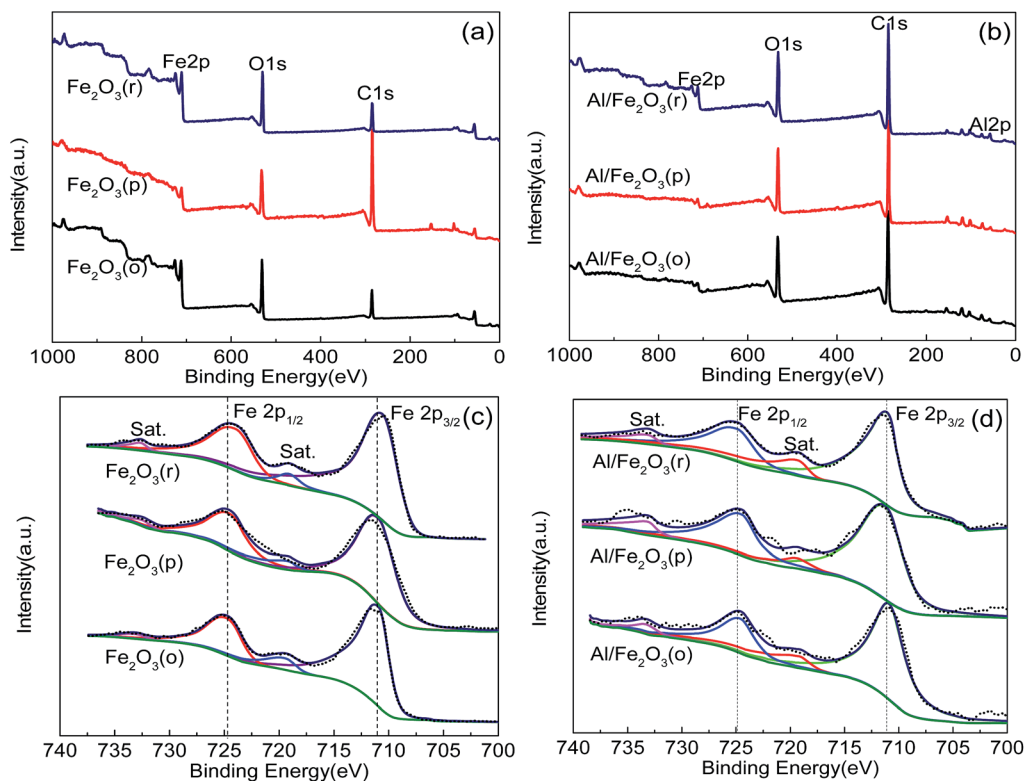 (a)
Fe2p
O1s
C1s
Fe₂O₃(r)
Fe₂O₃(p)
Fe₂O₃(o)
Intensity(a.u.)
1000 800 600 400 200 0
Binding Energy(eV)
(b)
C1s
O1s
Fe2p
Al2p
Al/Fe₂O₃(r)
Al/Fe₂O₃(p)
Al/Fe₂O₃(o)
Intensity(a.u.)
1000 800 600 400 200 0
Binding Energy(eV)
(c)
Fe 2p₁/₂
Fe 2p₃/₂
Sat.
Sat.
Fe₂O₃(r)
Fe₂O₃(p)
Fe₂O₃(o)
Intensity(a.u.)
740 735 730 725 720 715 710 705 700
Binding Energy(eV)
(d)
Fe 2p₁/₂
Fe 2p₃/₂
Sat.
Sat.
Al/Fe₂O₃(r)
Al/Fe₂O₃(p)
Al/Fe₂O₃(o)
Intensity(a.u.)
740 735 730 725 720 715 710 705 700
Binding Energy(eV)